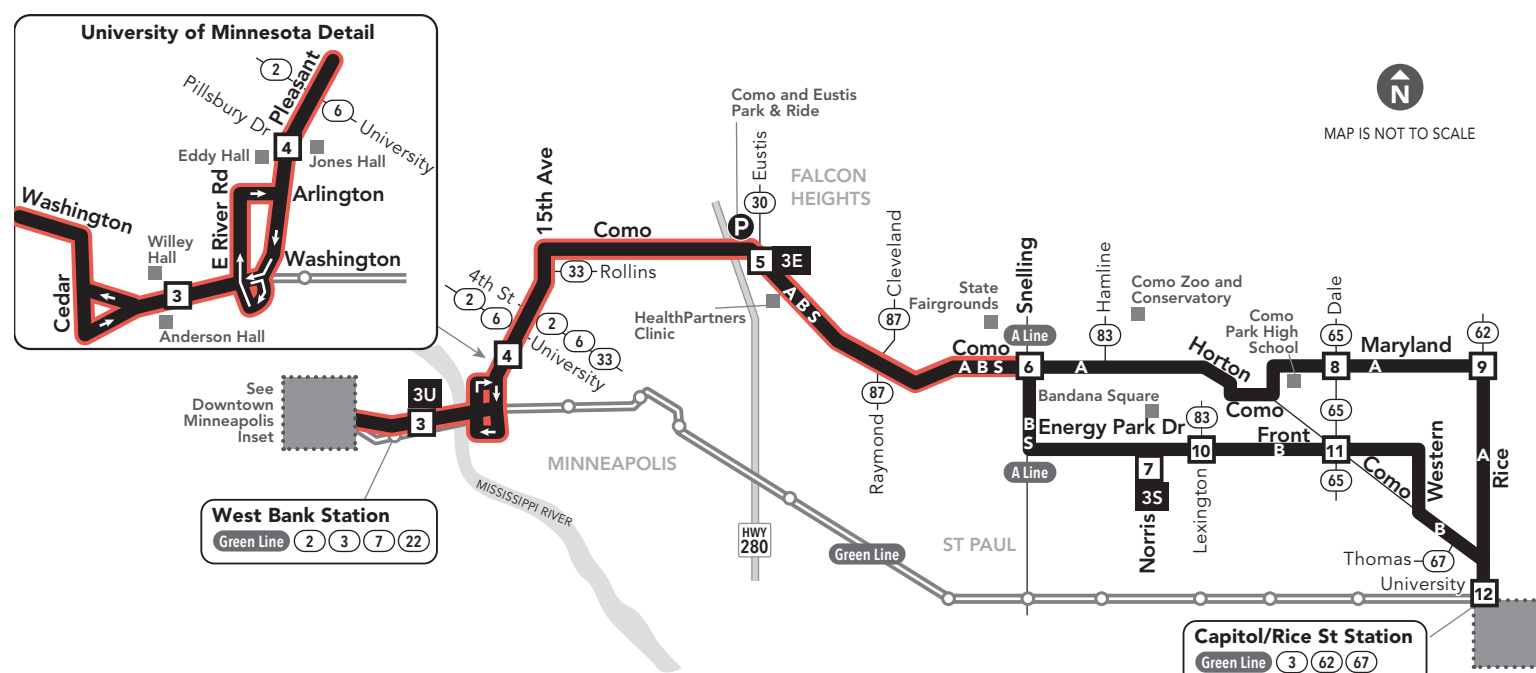 University of Minnesota Detail
2
Pleasant
Pillsbury Dr
6
University
4
Eddy Hall
Jones Hall
E River Rd
Arlington
Washington
Willey
Hall
Washington
3
Cedar
Anderson Hall
Como and Eustis
Park & Ride
Eustis
30
FALCON
HEIGHTS
N
MAP IS NOT TO SCALE
15th Ave
Como
P
5
3E
33
Rollins
4th St
2
6
2
6
33
University
4
HealthPartners
Clinic
A B S
Cleveland
87
87
Raymond
State
Fairgrounds
Snelling
A Line
Como
A B S
6
Hamline
83
A
Como Zoo and
Conservatory
Horton
Como
Park High
School
Como
Dale
65
8
Maryland
A
62
9
See
Downtown
Minneapolis
Inset
3U
3
MINNEAPOLIS
MISSISSIPPI RIVER
Bandana Square
B
S
Energy Park Dr
83
10
Front
B
65
11
65
Como
Western
A
Rice
A Line
7
3S
Norris
Lexington
B
West Bank Station
Green Line
2
3
7
22
HWY
280
Green Line
ST PAUL
Thomas
67
University
12
Capitol/Rice St Station
Green Line
3
62
67